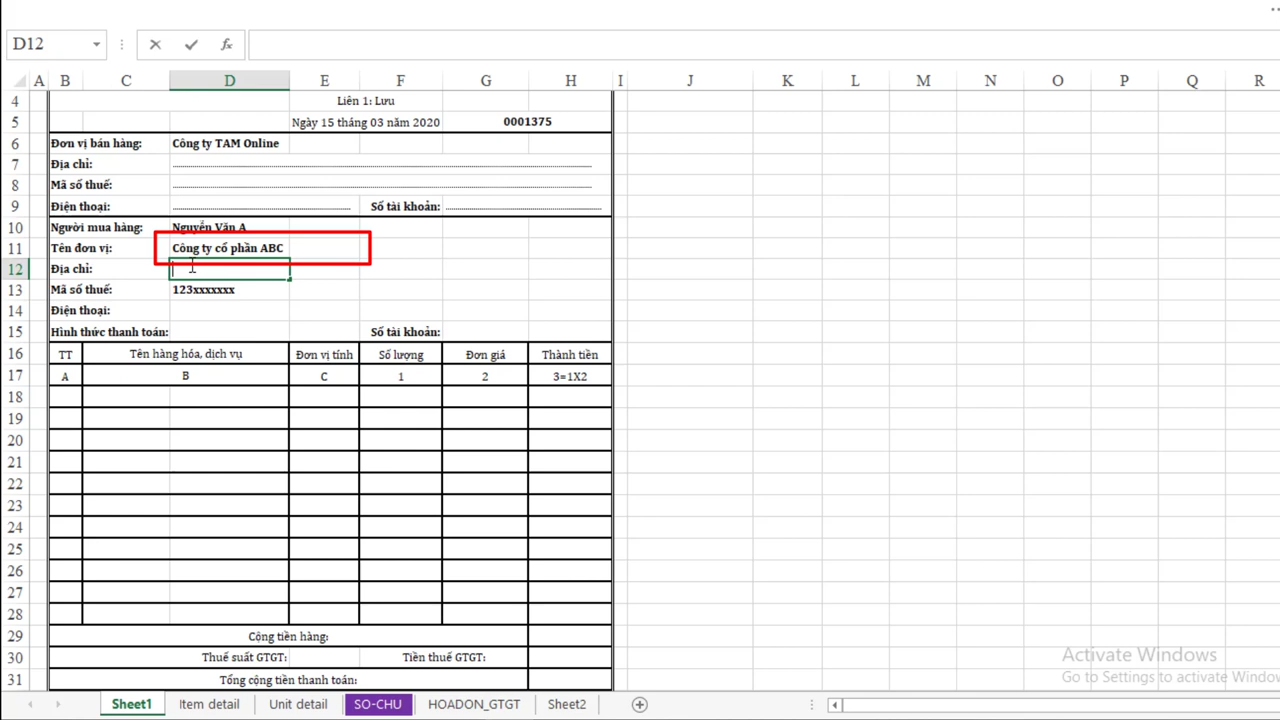 D12
A B C D E F G H I J K L M N O P Q R
4 Liên 1: Lưu
5 Ngày 15 tháng 03 năm 2020 0001375
6 Đơn vị bán hàng: Công ty TAM Online
7 Địa chỉ:
8 Mã số thuế:
9 Điện thoại: Số tài khoản:
10 Người mua hàng: Nguyễn Văn A
11 Tên đơn vị: Công ty cổ phần ABC
12 Địa chỉ:
13 Mã số thuế: 123xxxxxxx
14 Điện thoại:
15 Hình thức thanh toán: Số tài khoản:
16 TT Tên hàng hóa, dịch vụ Đơn vị tính Số lượng Đơn giá Thành tiền
17 A B C 1 2 3=1X2
18
19
20
21
22
23
24
25
26
27
28
29 Cộng tiền hàng:
30 Thuế suất GTGT: Tiền thuế GTGT:
31 Tổng cộng tiền thanh toán:
Activate Windows
Go to Settings to activate Windows
Sheet1 Item detail Unit detail SO-CHU HOADON_GTGT Sheet2